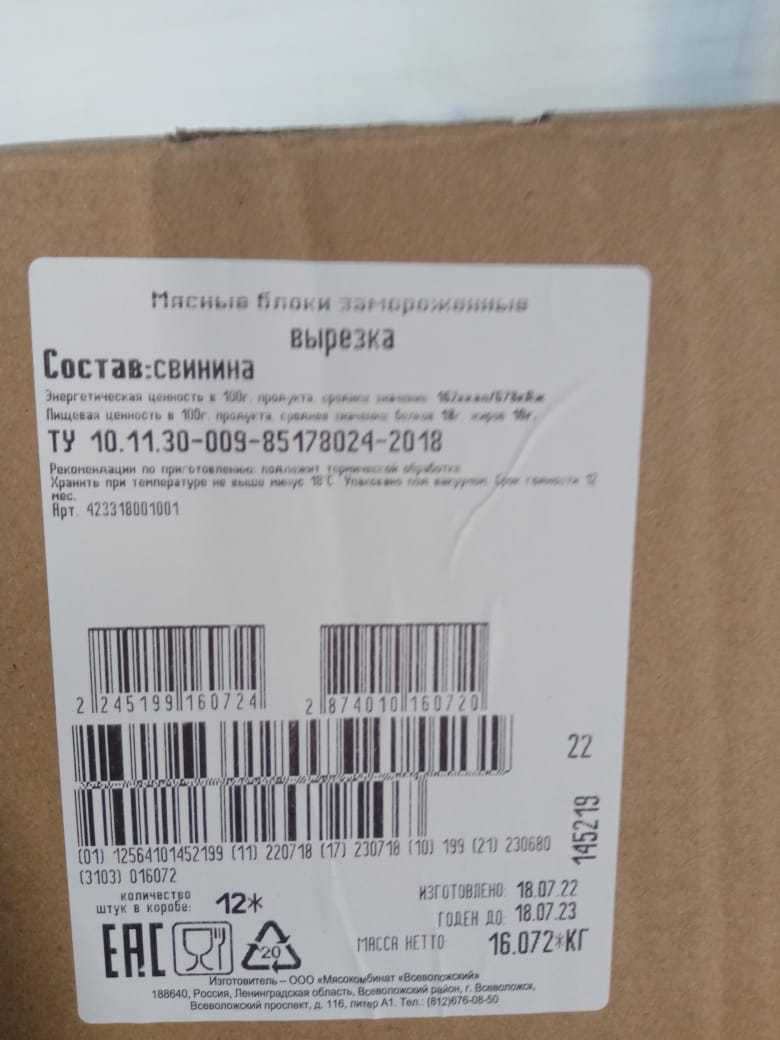 Мясные блоки замороженные
вырезка
Состав:свинина
Энергетическая ценность в 100г. продукта, среднее значение: 162ккал/678кДж
Пищевая ценность в 100г. продукта, среднее значение: белков 18г. жиров 10г.
ТУ 10.11.30-009-85178024-2018
Рекомендации по приготовлению: подлежит термической обработке
Хранить при температуре не выше минус 18°С. Упаковано под вакуумом. Срок годности 12
мес.
Арт. 423318001001
2 245199 160724 2 874010 160720
22
145219
(01) 12564101452199 (11) 220718 (17) 230718 (10) 199 (21) 230680
(3103) 016072
количество
штук в коробе: 12*
ИЗГОТОВЛЕНО: 18.07.22
ГОДЕН ДО: 18.07.23
МАССА НЕТТО: 16.072*КГ
EAC
20
Изготовитель – ООО «Мясокомбинат «Всеволожский»
188640, Россия, Ленинградская область, Всеволожский район, г. Всеволожск,
Всеволожский проспект, д. 116, литер А1. Тел.: (812)676-08-50